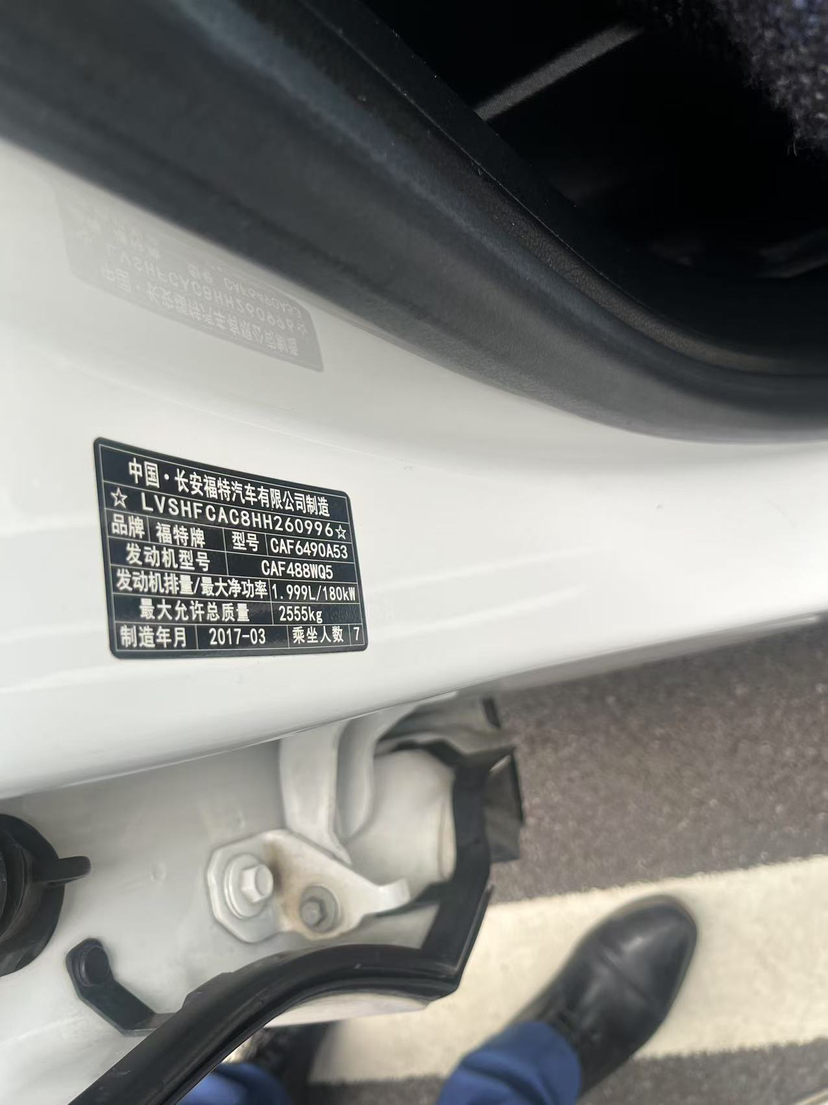 中国·长安福特汽车有限公司制造
☆LVSHFCAC8HH260996☆
品牌 福特牌 型号 CAF6490A53
发动机型号 CAF488WQ5
发动机排量/最大净功率 1.999L/180kW
最大允许总质量 2555kg
制造年月 2017-03 乘坐人数 7